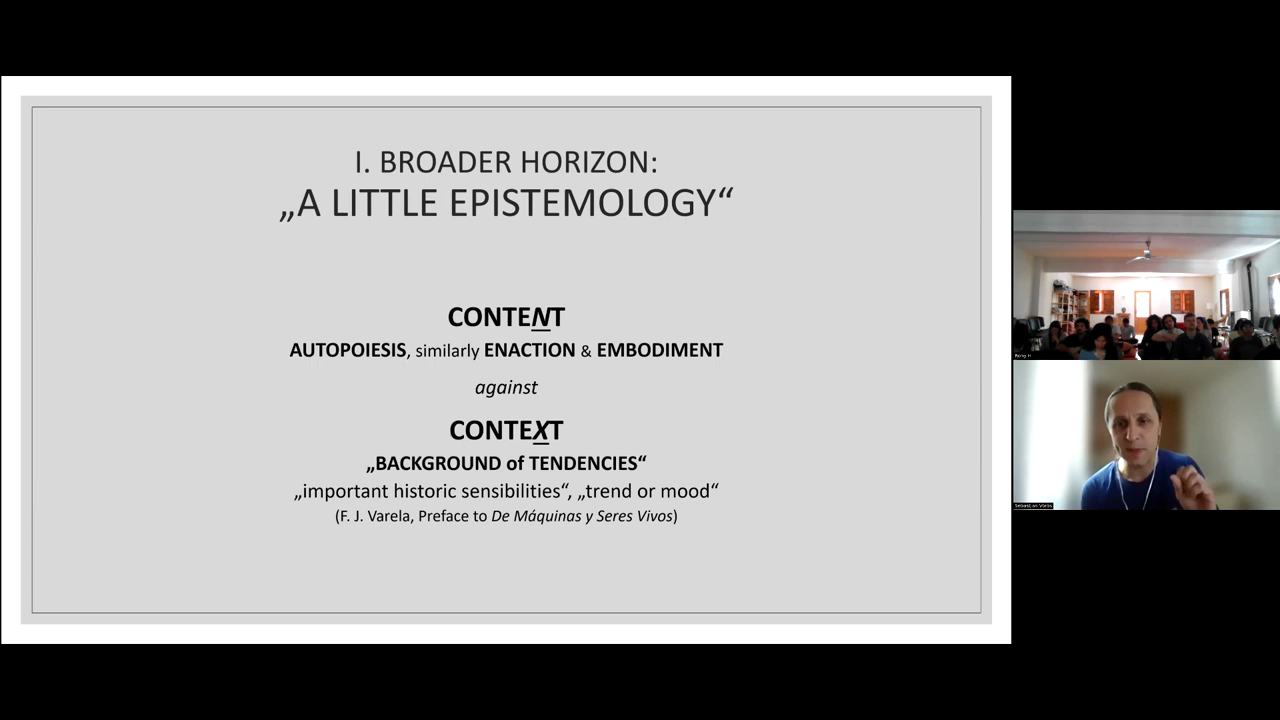 I. BROADER HORIZON:
„A LITTLE EPISTEMOLOGY“
CONTENT
AUTOPOIESIS, similarly ENACTION & EMBODIMENT
against
CONTEXT
„BACKGROUND of TENDENCIES“
„important historic sensibilities“, „trend or mood“
(F. J. Varela, Preface to De Máquinas y Seres Vivos)